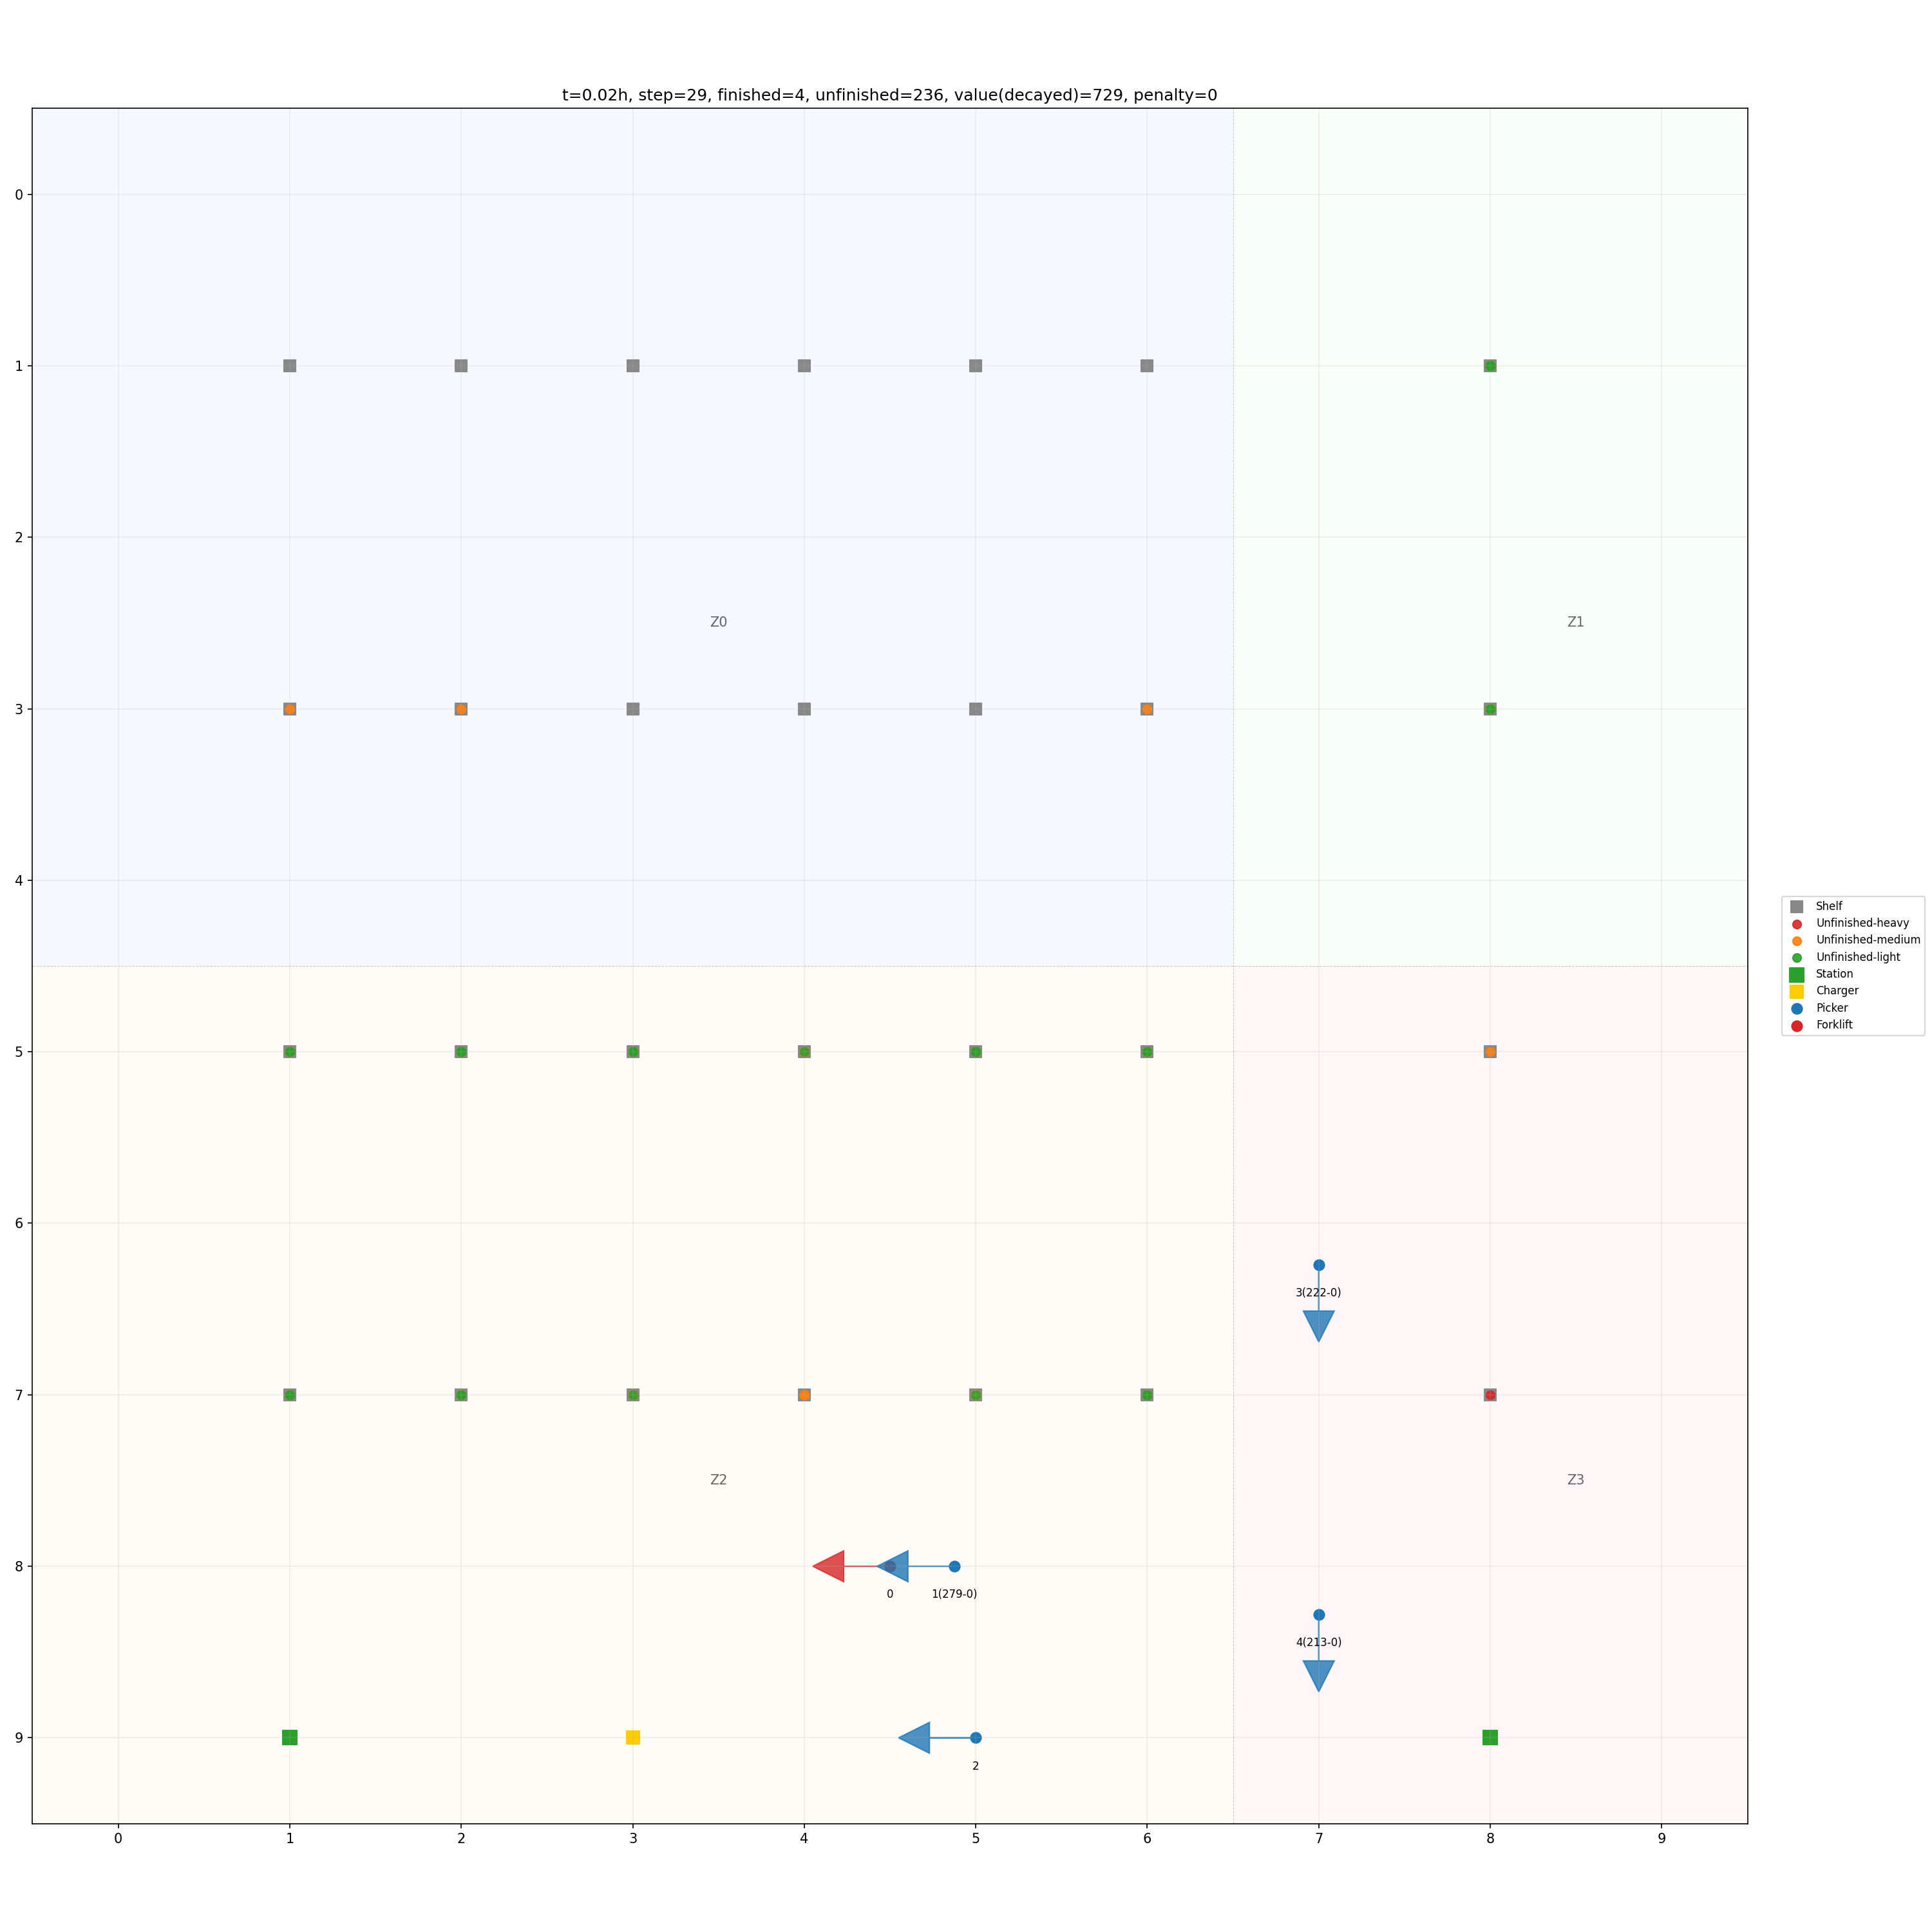 t=0.02h, step=29, finished=4, unfinished=236, value(decayed)=729, penalty=0
0
1
2
Z0
Z1
3
4
Shelf
Unfinished-heavy
Unfinished-medium
Unfinished-light
Station
Charger
Picker
Forklift
5
6
3(222-0)
7
Z2
Z3
8
0
1(279-0)
4(213-0)
9
2
0
1
2
3
4
5
6
7
8
9